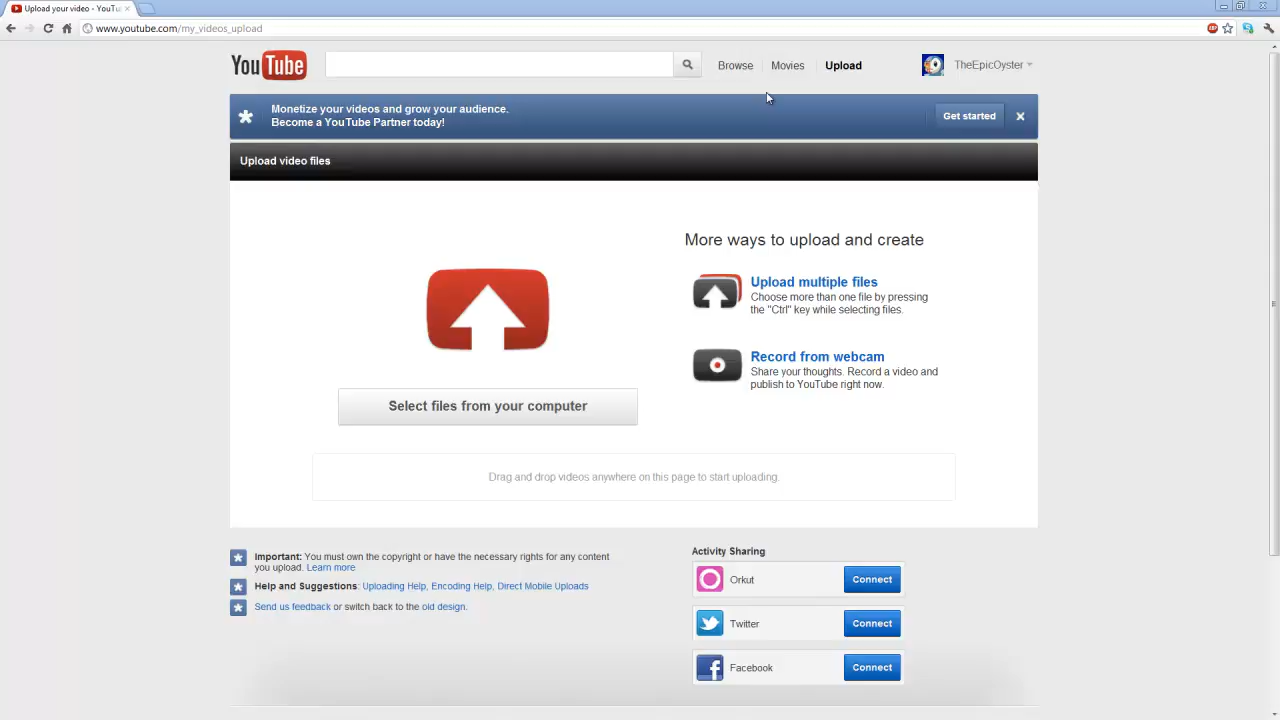 Upload your video - YouTu
www.youtube.com/my_videos_upload
YouTube
Browse
Movies
Upload
TheEpicOyster
Monetize your videos and grow your audience.
Become a YouTube Partner today!
Get started
Upload video files
More ways to upload and create
Upload multiple files
Choose more than one file by pressing
the "Ctrl" key while selecting files.
Record from webcam
Share your thoughts. Record a video and
publish to YouTube right now.
Select files from your computer
Drag and drop videos anywhere on this page to start uploading.
Important: You must own the copyright or have the necessary rights for any content
you upload. Learn more
Help and Suggestions: Uploading Help, Encoding Help, Direct Mobile Uploads
Send us feedback or switch back to the old design.
Activity Sharing
Orkut
Connect
Twitter
Connect
Facebook
Connect